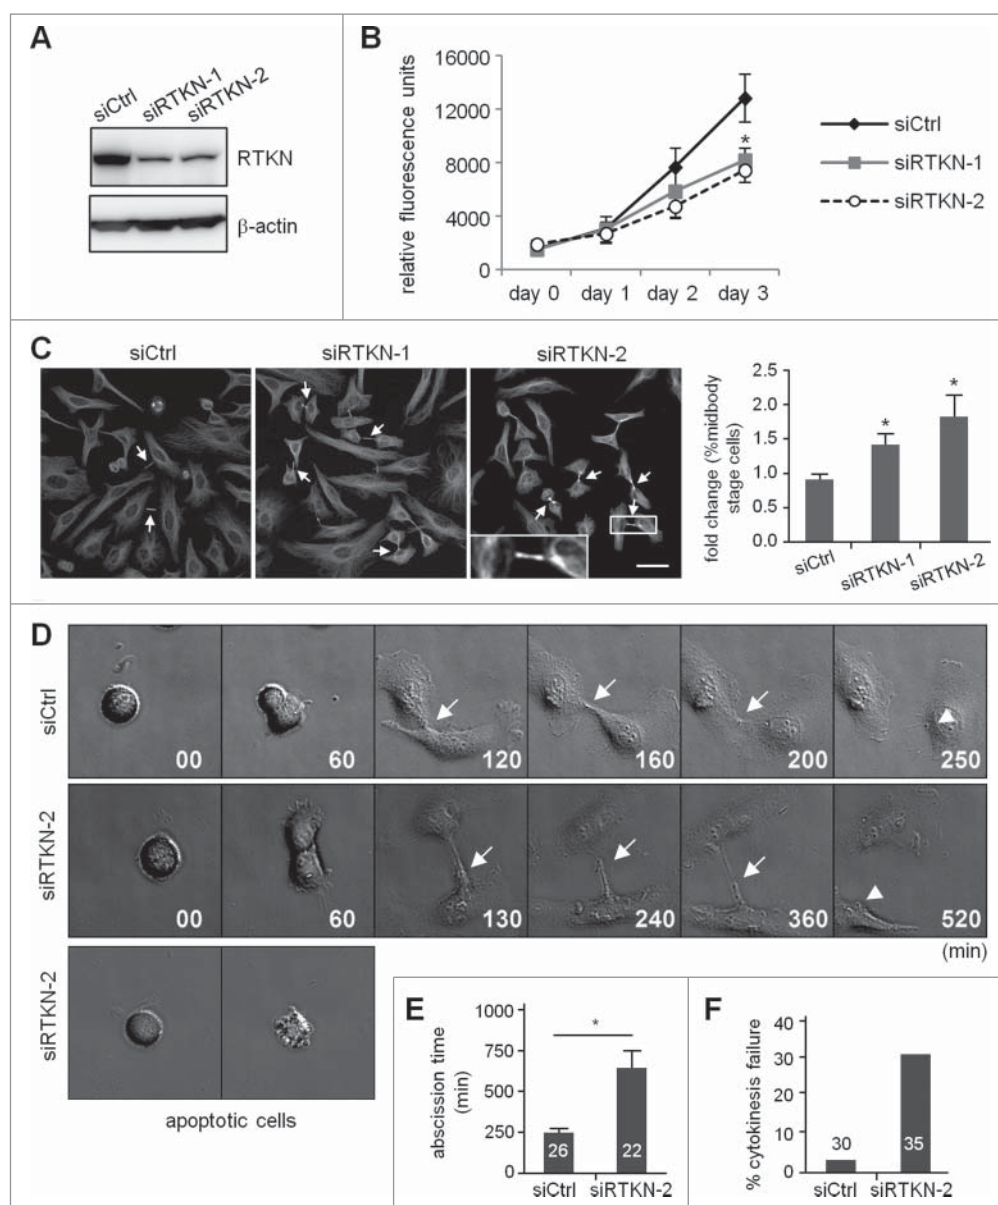 A
siCtrl
siRTKN-1
siRTKN-2
RTKN
β-actin
B
relative fluorescence units
16000
12000
8000
4000
0
day 0 day 1 day 2 day 3
*
siCtrl
siRTKN-1
siRTKN-2
C
siCtrl
siRTKN-1
siRTKN-2
fold change (%midbody
stage cells)
2.5
2.0
1.5
1.0
0.5
0.0
*
*
siCtrl
siRTKN-1
siRTKN-2
D
siCtrl
00 60 120 160 200 250
siRTKN-2
00 60 130 240 360 520
(min)
siRTKN-2
apoptotic cells
E
abscission time
(min)
1000
750
500
250
0
*
26
22
siCtrl siRTKN-2
F
% cytokinesis failure
40
30
20
10
0
30
35
siCtrl siRTKN-2